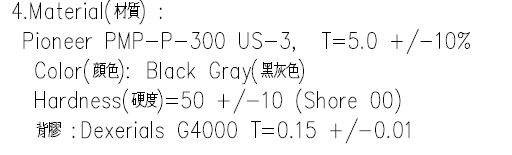 4.Material(材質) :
Pioneer PMP-P-300 US-3,  T=5.0 +/-10%
Color(顏色): Black Gray(黑灰色)
Hardness(硬度)=50 +/-10 (Shore 00)
背膠 :Dexerials G4000 T=0.15 +/-0.01